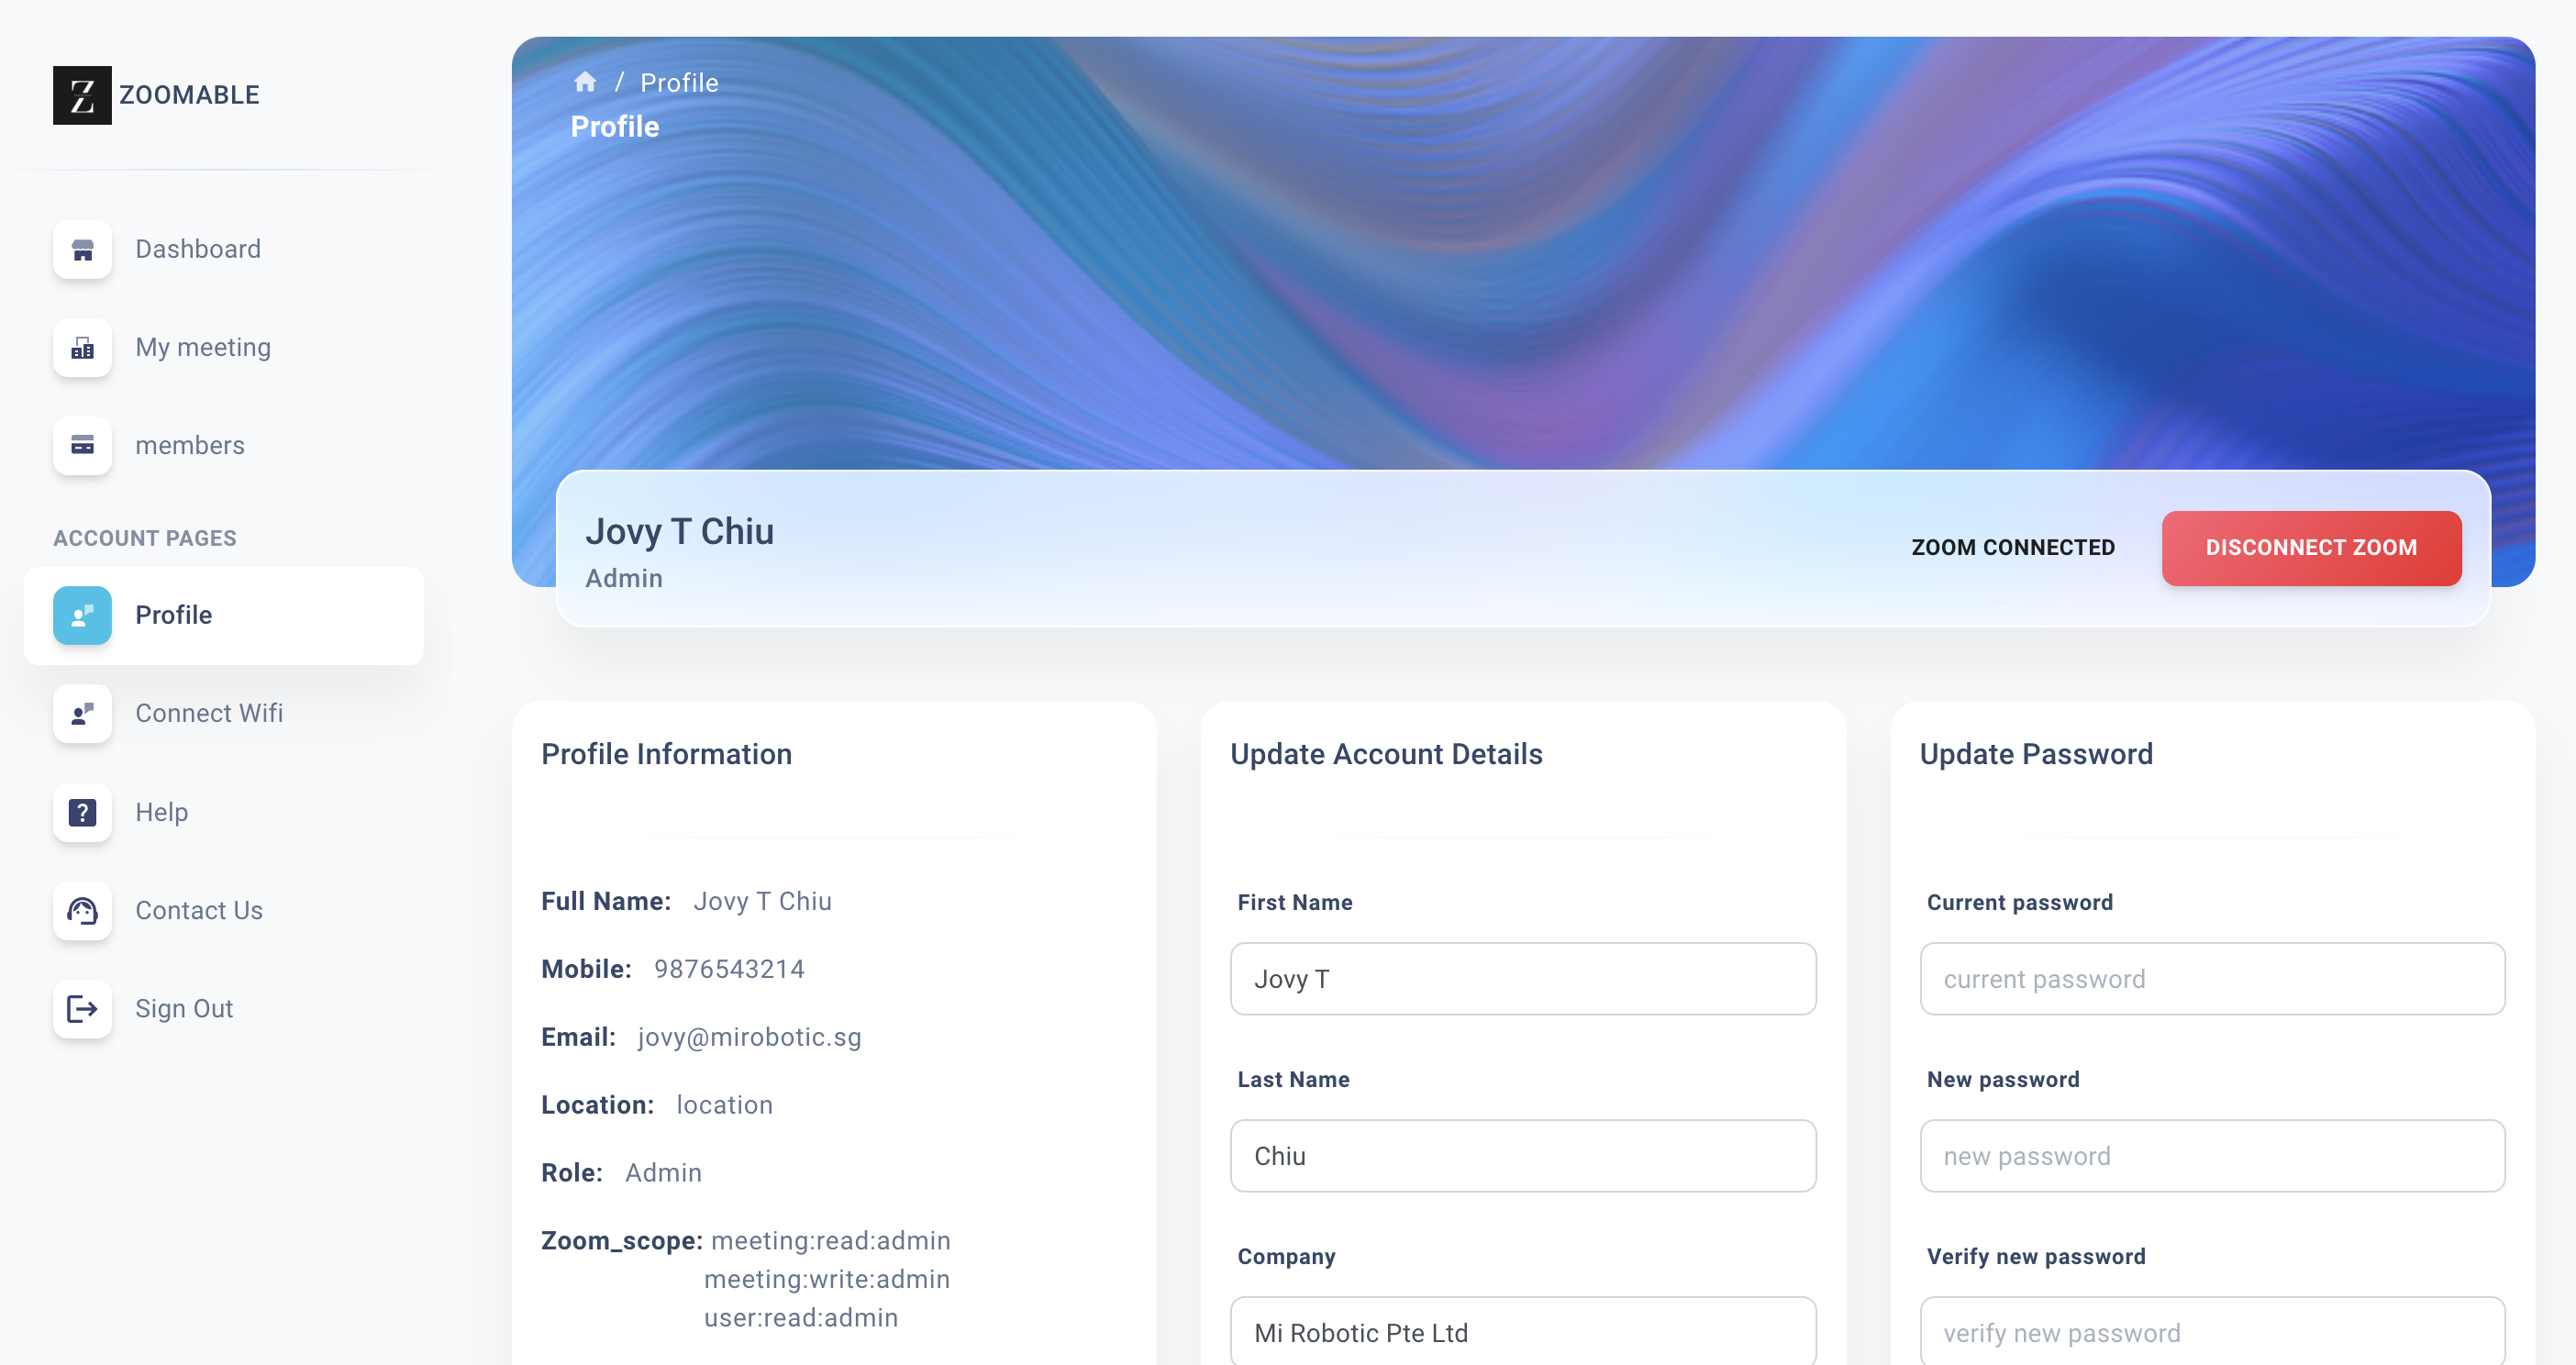 Z
ZOOMABLE
Dashboard
My meeting
members
ACCOUNT PAGES
Profile
Connect Wifi
Help
Contact Us
Sign Out
/ Profile
Profile
Jovy T Chiu
Admin
ZOOM CONNECTED
DISCONNECT ZOOM
Profile Information
Full Name: Jovy T Chiu
Mobile: 9876543214
Email: jovy@mirobotic.sg
Location: location
Role: Admin
Zoom_scope: meeting:read:admin
meeting:write:admin
user:read:admin
Update Account Details
First Name
Jovy T
Last Name
Chiu
Company
Mi Robotic Pte Ltd
Update Password
Current password
current password
New password
new password
Verify new password
verify new password